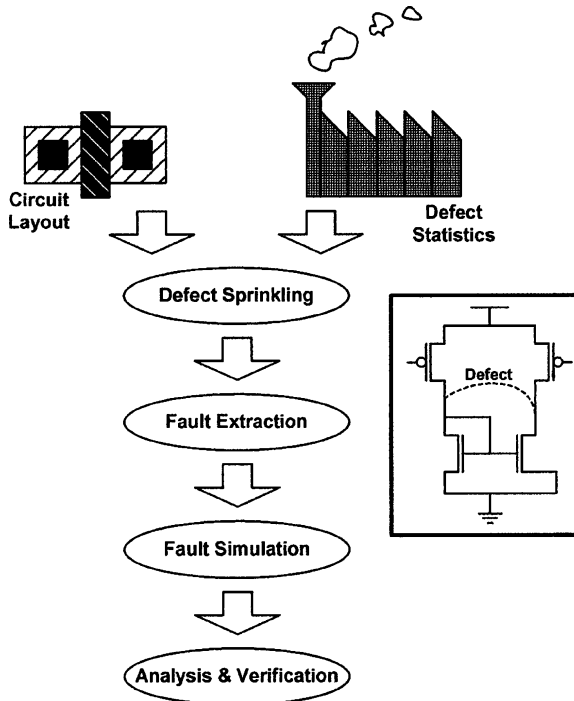 Circuit
Layout
Defect
Statistics
Defect Sprinkling
Defect
Fault Extraction
Fault Simulation
Analysis & Verification